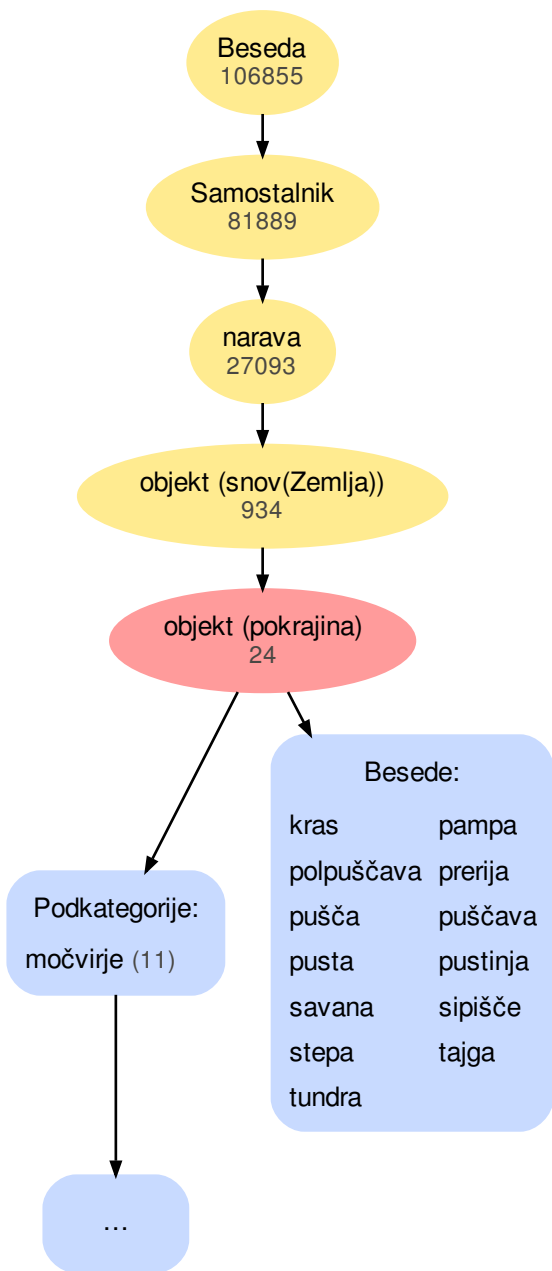 Beseda
106855
Samostalnik
81889
narava
27093
objekt (snov(Zemlja))
934
objekt (pokrajina)
24
Besede:
kras pampa
polpuščava prerija
pušča puščava
pusta pustinja
savana sipišče
stepa tajga
tundra
Podkategorije:
močvirje (11)
...